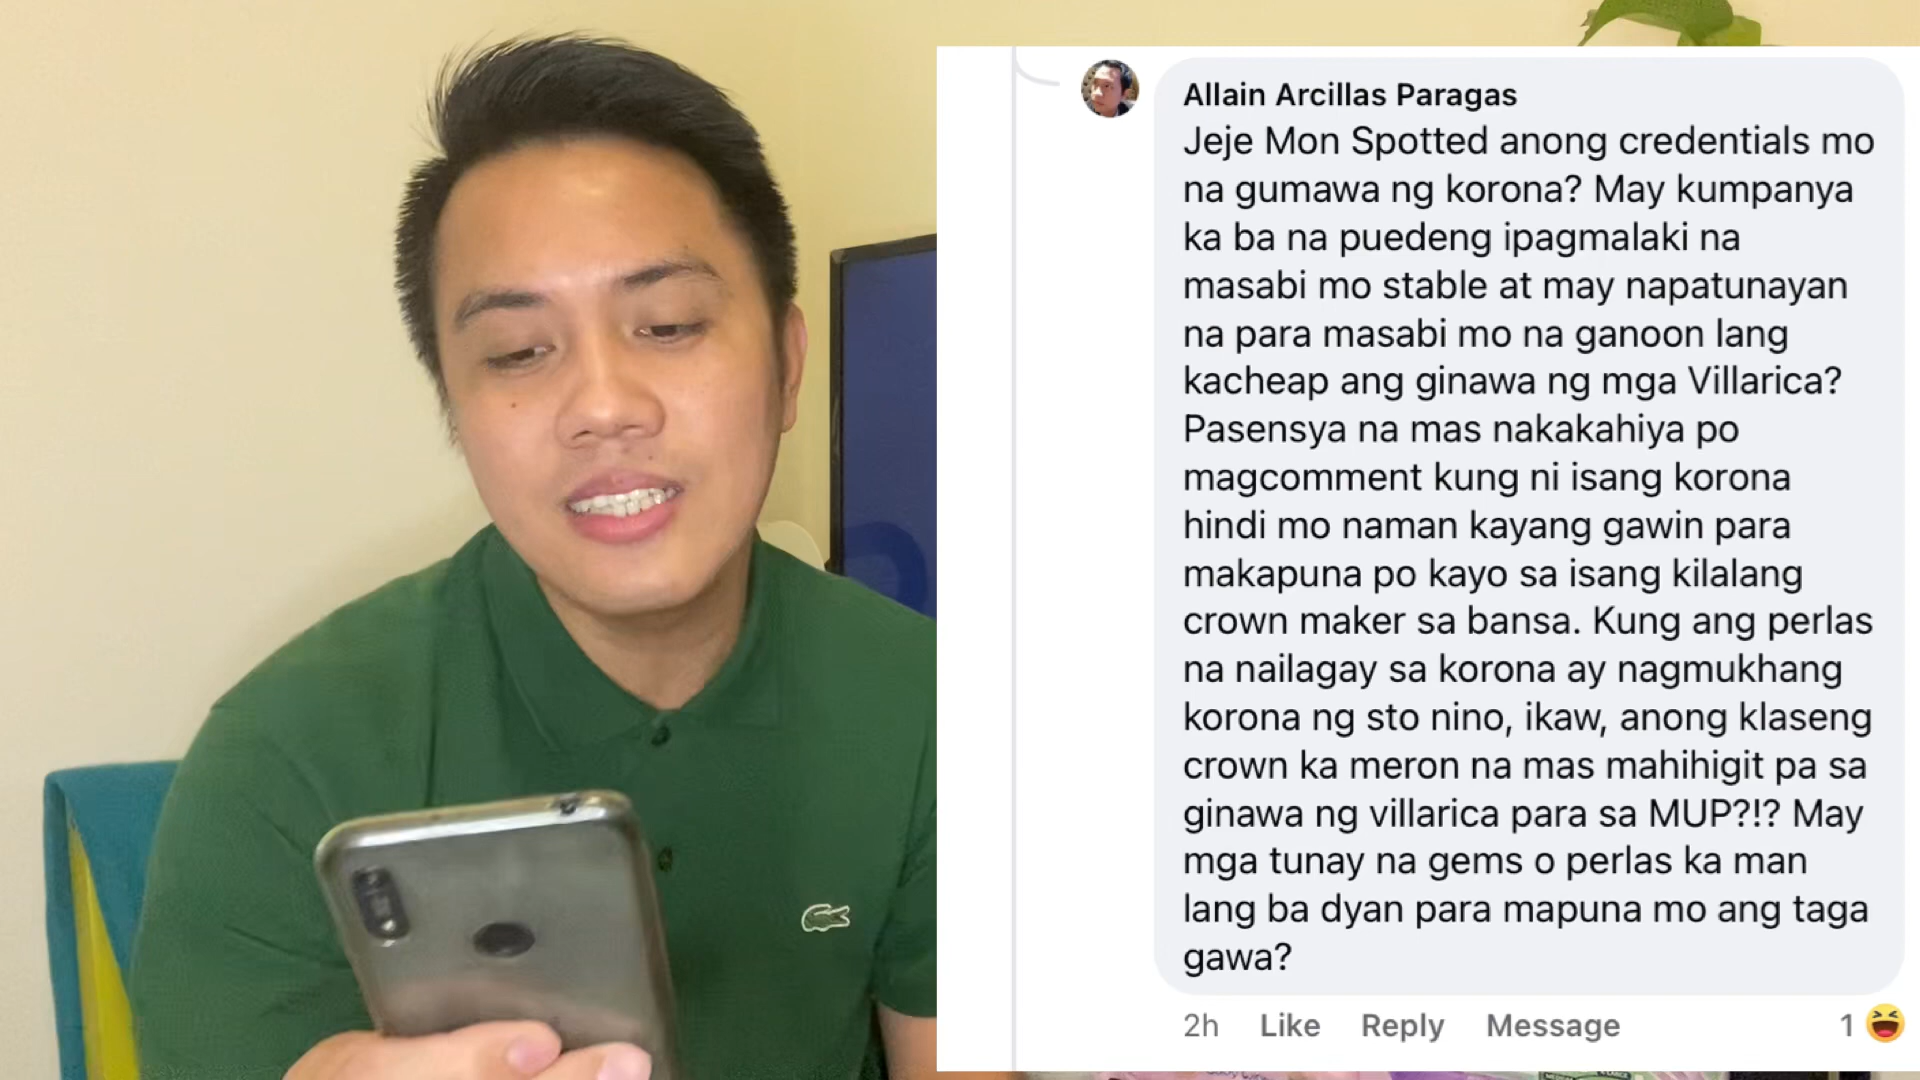 Allain Arcillas Paragas
Jeje Mon Spotted anong credentials mo
na gumawa ng korona? May kumpanya
ka ba na puedeng ipagmalaki na
masabi mo stable at may napatunayan
na para masabi mo na ganoon lang
kacheap ang ginawa ng mga Villarica?
Pasensya na mas nakakahiya po
magcomment kung ni isang korona
hindi mo naman kayang gawin para
makapuna po kayo sa isang kilalang
crown maker sa bansa. Kung ang perlas
na nailagay sa korona ay nagmukhang
korona ng sto nino, ikaw, anong klaseng
crown ka meron na mas mahihigit pa sa
ginawa ng villarica para sa MUP?!? May
mga tunay na gems o perlas ka man
lang ba dyan para mapuna mo ang taga
gawa?
2h Like Reply Message 1